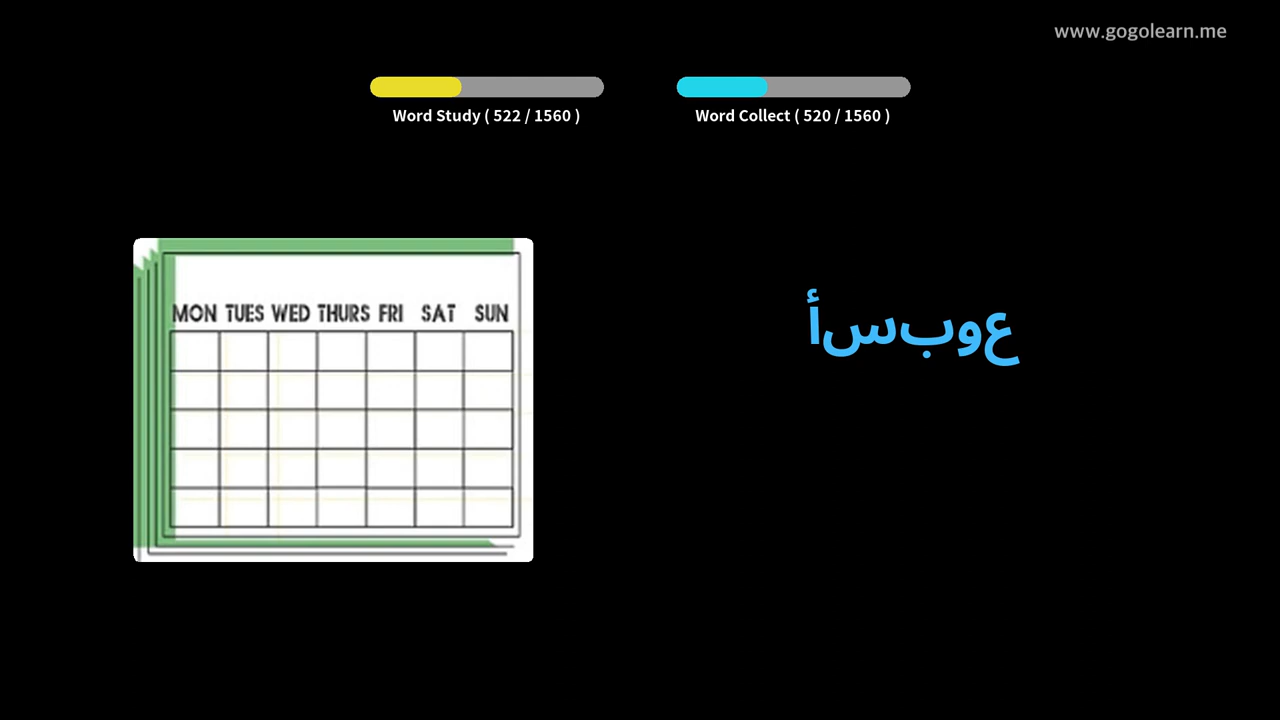 www.gogolearn.me
Word Study ( 522 / 1560 )
Word Collect ( 520 / 1560 )
MON TUES WED THURS FRI SAT SUN
أسبوع